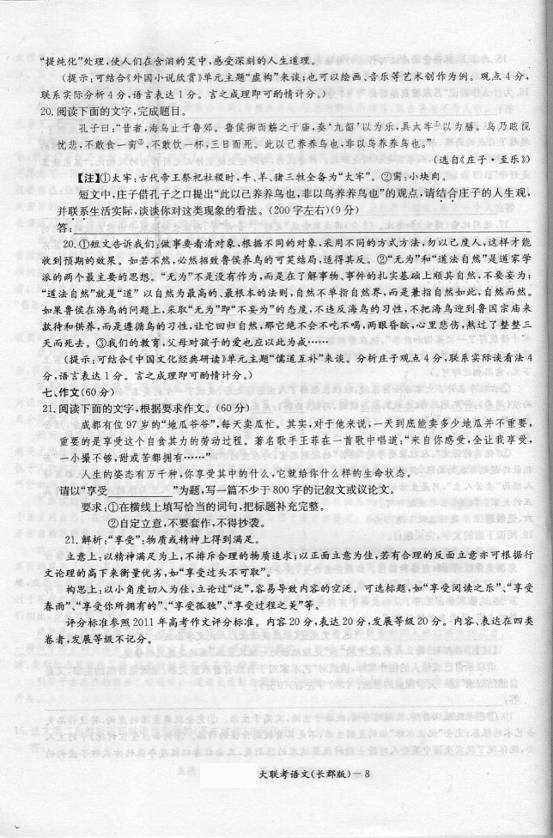 “提纯化”处理,使人们在含泪的笑中,感受深刻的人生道理。
(提示:可结合《外国小说欣赏》单元主题“虚构”来谈;也可以绘画、音乐等艺术创作为例。观点4分,
联系实际分析4分,语言表达1分。言之成理即可酌情计分。)
20.阅读下面的文字,完成题目。
孔子曰:“昔者,海鸟止于鲁郊。鲁侯御而觞之于庙,奏‘九韶’以为乐,具太牢①以为膳。鸟乃眩视
忧悲,不敢食一脔②,不敢饮一杯,三日而死。此以己养养鸟也,非以鸟养养鸟也。”
(选自《庄子·至乐》)
【注】①太牢:古代帝王祭祀社稷时,牛、羊、猪三牲全备为“太牢”。②脔:小块肉。
短文中,庄子借孔子之口提出“此以己养养鸟也,非以鸟养养鸟也”的观点,请结合庄子的人生观,
并联系生活实际,谈谈你对这类现象的看法。(200字左右)(9分)
答:
20.①短文告诉我们:做事要看清对象,根据不同的对象,采用不同的方式方法,勿以己度人,这样才能
收到预期的效果。如若不然,必然招致鲁侯养鸟的可笑结局,适得其反。②“无为”和“道法自然”是道家学
派的两个最主要的思想。“无为”不是没有作为,而是在了解事物、事件的扎实基础上顺其自然,不要妄为;
“道法自然”就是“道”以自然为最高的、最根本的法则,自然不单指自然界,而是兼指自然如此,自然而然。
如果鲁侯在海鸟的问题上,采取“无为”即“不妄为”的态度,不违反海鸟的习性,不把海鸟迎到鲁国宗庙来
款待和供养,而是遵循鸟的习性,让它回归自然,那它绝不会不吃不喝,两眼昏眩,心里悲伤,熬过了整整三
天而死去。③我们的教育,父母对孩子的爱也应以此为戒……
(提示:可结合《中国文化经典研读》单元主题“儒道互补”来谈。分析庄子观点4分,联系实际谈看法4
分,语言表达1分。言之成理即可酌情计分。)
七、作文(60分)
21.阅读下面的文字,根据要求作文。(60分)
成都有位97岁的“地瓜爷爷”,每天卖瓜忙。其实,对于他来说,一天到底能卖多少地瓜并不重要,
重要的是享受这个自食其力的劳动过程。著名歌手王菲在一首歌中唱道:“来自你感受,全让我享受,
一小撮不够,甜或苦都拥有……”
人生的姿态有万千种,你享受其中的什么,它就给你什么样的生命状态。
请以“享受”为题,写一篇不少于800字的记叙文或议论文。
要求:①在横线上填写恰当的词句,把标题补充完整。
②自定立意,不要套作,不得抄袭。
21.解析:“享受”:物质或精神上得到满足。
立意上:以精神满足为上,不排斥合理的物质追求;以正面立意为佳,若有合理的反面立意亦可根据行
文论理的高下来衡量优劣,如“享受过头不可取”。
构思上:以小角度切入为佳,立论过“泛”,容易导致内容的空泛。可选标题,如“享受阅读之乐”、“享受
春雨”、“享受你所拥有的”、“享受孤独”、“享受过程之美”等。
评分标准参照2011年高考作文评分标准。内容20分,表达20分,发展等级20分。内容、表达在四类
卷者,发展等级不记分。
大联考语文(长郡版)—8